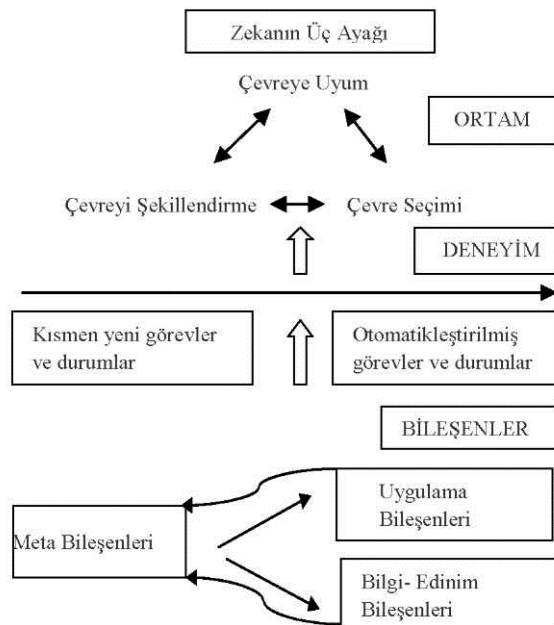 Zekanın Üç Ayağı
Çevreye Uyum
ORTAM
Çevreyi Şekillendirme
Çevre Seçimi
DENEYİM
Kısmen yeni görevler
ve durumlar
Otomatikleştirilmiş
görevler ve durumlar
BİLEŞENLER
Uygulama
Bileşenleri
Meta Bileşenleri
Bilgi- Edinim
Bileşenleri